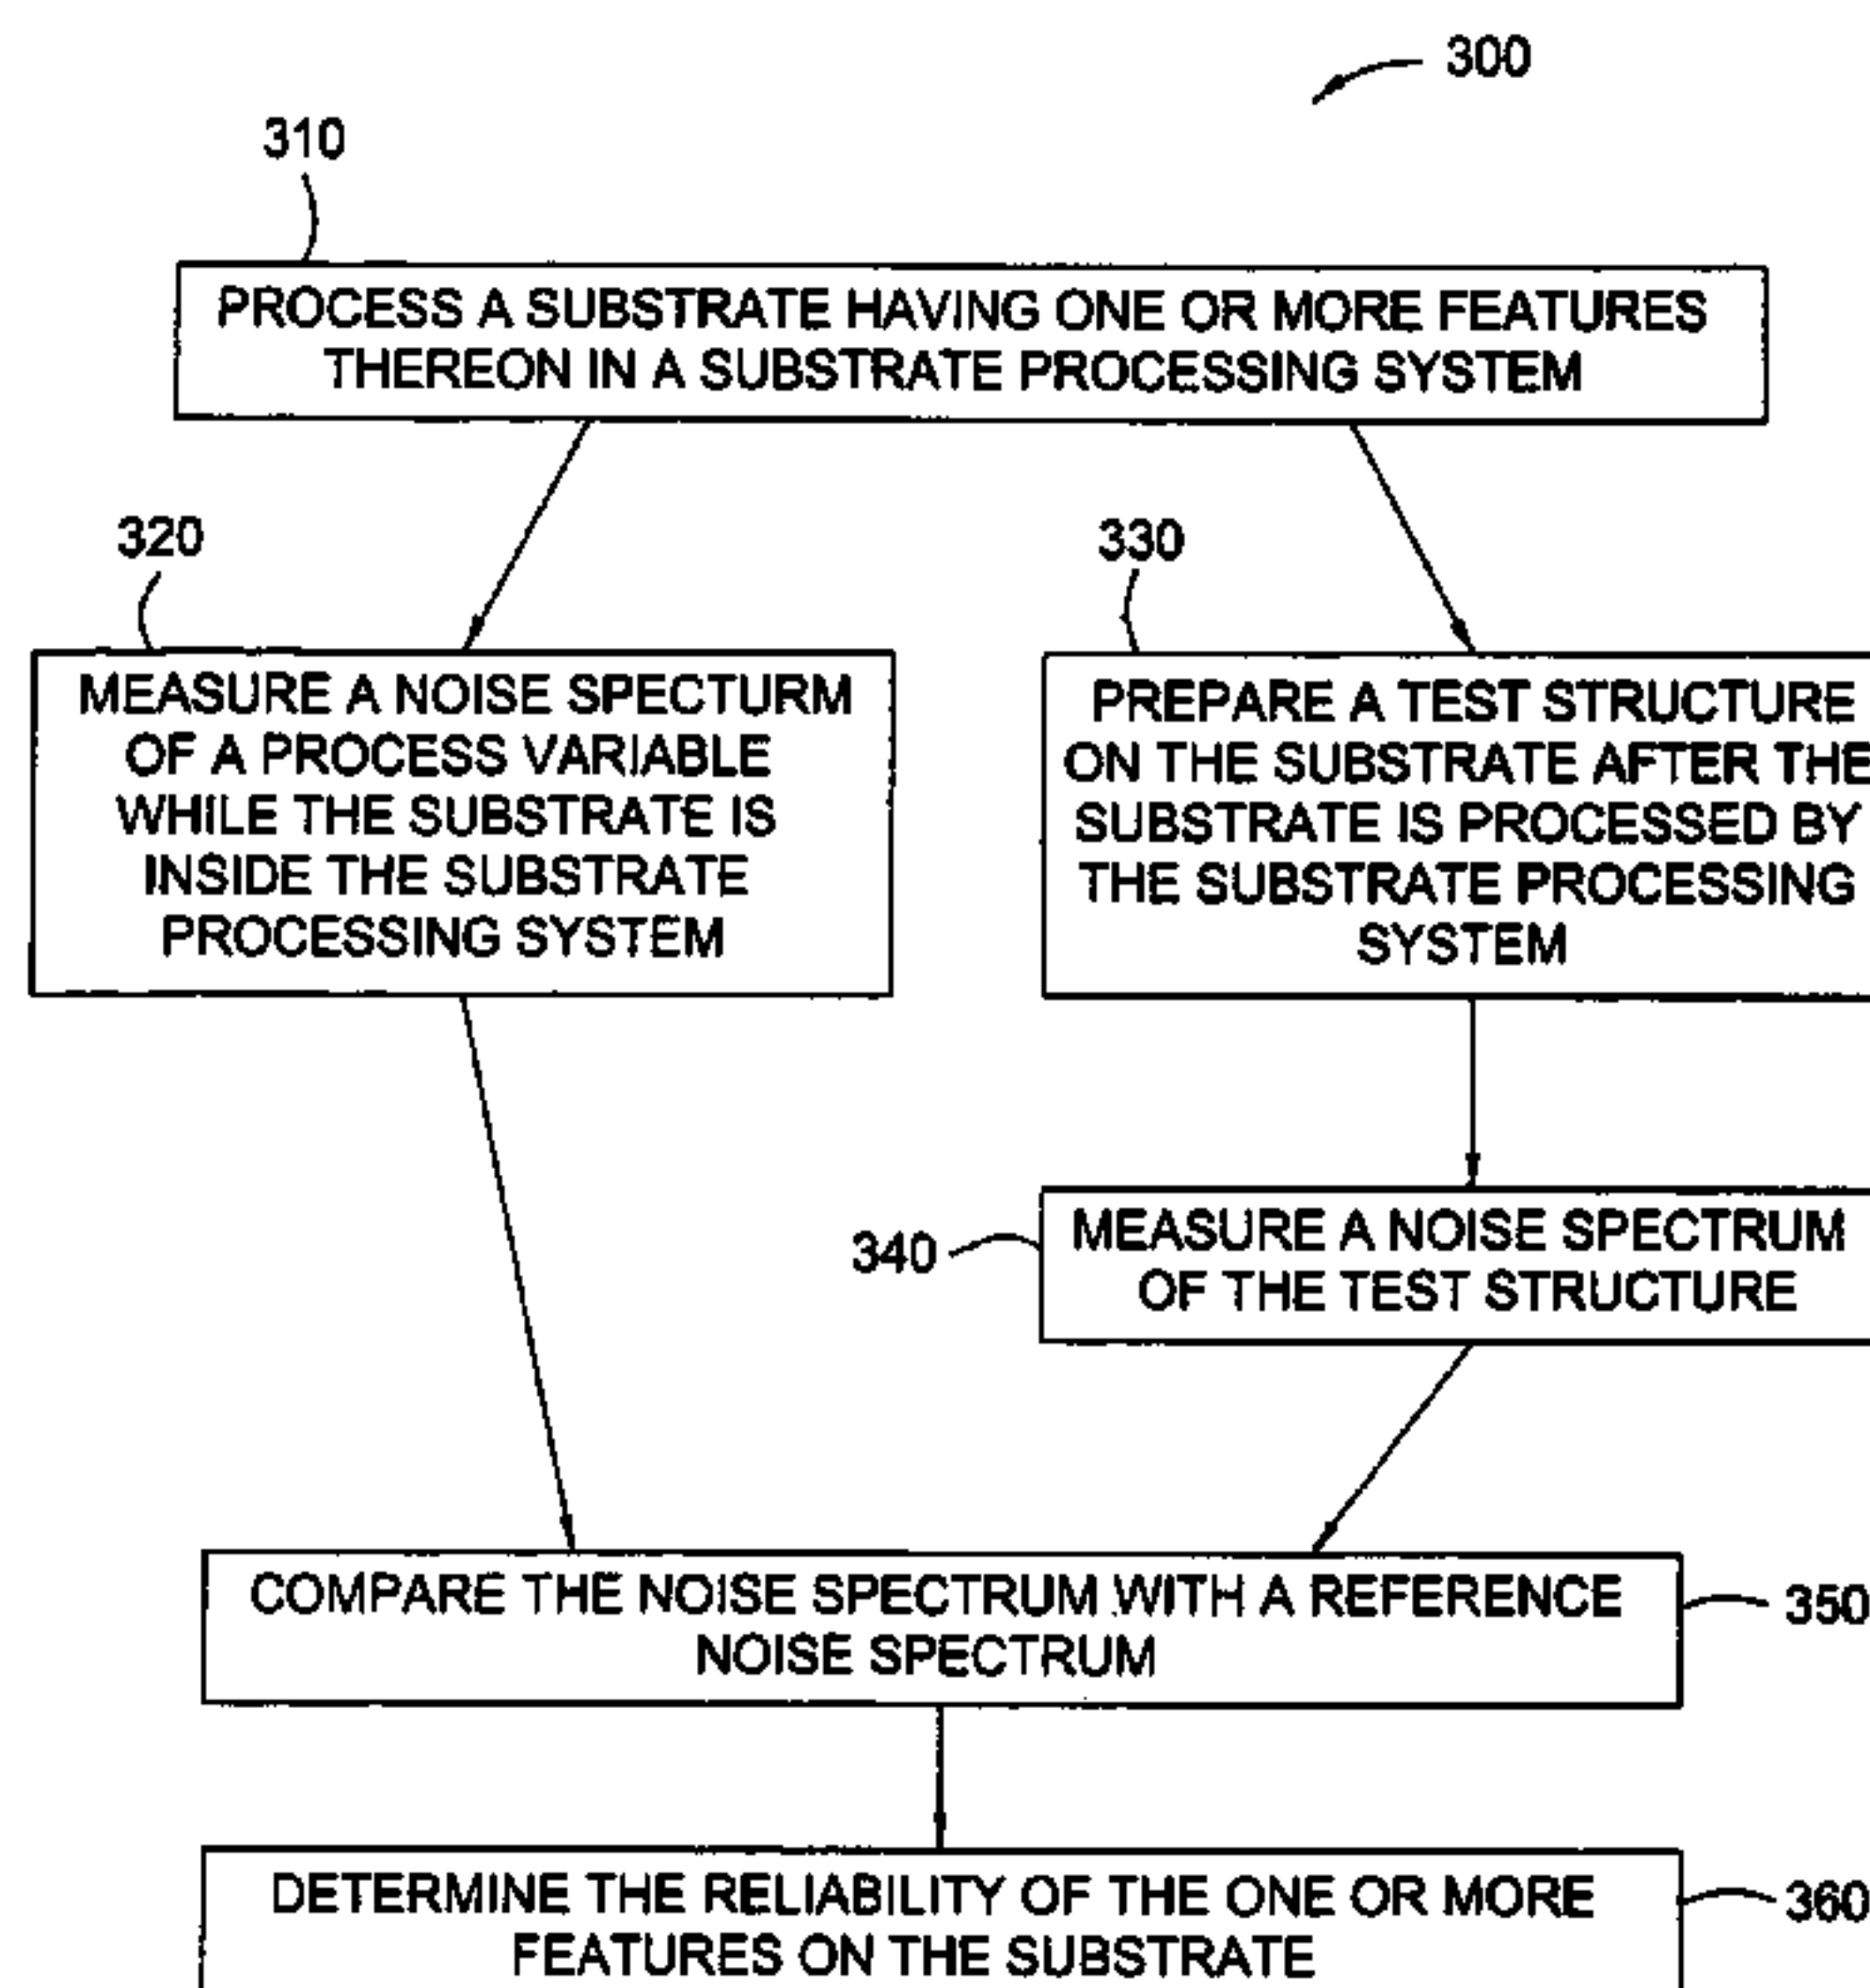 300
310
PROCESS A SUBSTRATE HAVING ONE OR MORE FEATURES
THEREON IN A SUBSTRATE PROCESSING SYSTEM
320
MEASURE A NOISE SPECTURM
OF A PROCESS VARIABLE
WHILE THE SUBSTRATE IS
INSIDE THE SUBSTRATE
PROCESSING SYSTEM
330
PREPARE A TEST STRUCTURE
ON THE SUBSTRATE AFTER THE
SUBSTRATE IS PROCESSED BY
THE SUBSTRATE PROCESSING
SYSTEM
340
MEASURE A NOISE SPECTRUM
OF THE TEST STRUCTURE
COMPARE THE NOISE SPECTRUM WITH A REFERENCE
NOISE SPECTRUM
350
DETERMINE THE RELIABILITY OF THE ONE OR MORE
FEATURES ON THE SUBSTRATE
360